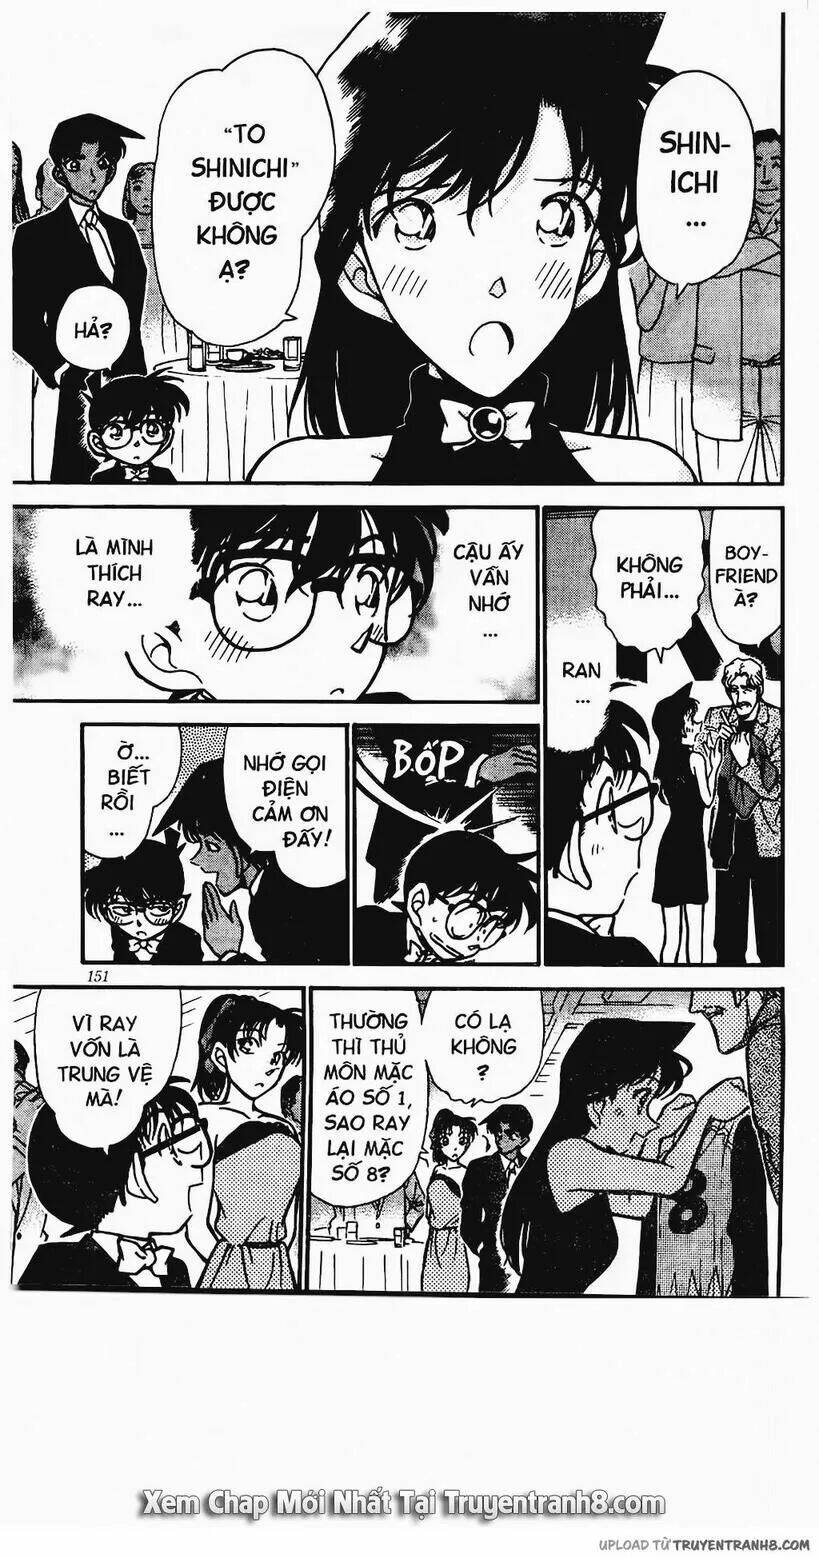 SHIN-
ICHI
...
"TO
SHINICHI"
ĐƯỢC
KHÔNG
Ạ?
HẢ?
BOY-
FRIEND
À?
KHÔNG
PHẢI...
RAN
...
CẬU ẤY
VẪN
NHỚ
...
LÀ MÌNH
THÍCH
RAY...
BỐP
NHỚ GỌI
ĐIỆN
CẢM ƠN
ĐẤY!
Ờ...
BIẾT
RỒI
...
151
CÓ LẠ
KHÔNG
?
THƯỜNG
THÌ THỦ
MÔN MẶC
ÁO SỐ 1,
SAO RAY
LẠI MẶC
SỐ 8?
8
VÌ RAY
VỐN LÀ
TRUNG VỆ
MÀ!
Xem Chap Mới Nhất Tại Truyentranh8.com
UPLOAD TỪ TRUYENTRANH8.COM